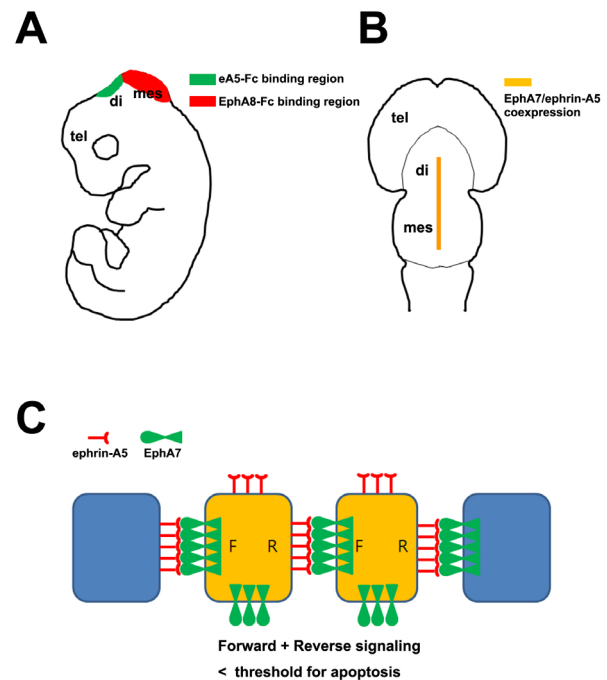 A
eA5-Fc binding region
EphA8-Fc binding region
di
mes
tel
B
EphA7/ephrin-A5
coexpression
tel
di
mes
C
ephrin-A5
EphA7
F
R
F
R
Forward + Reverse signaling
< threshold for apoptosis